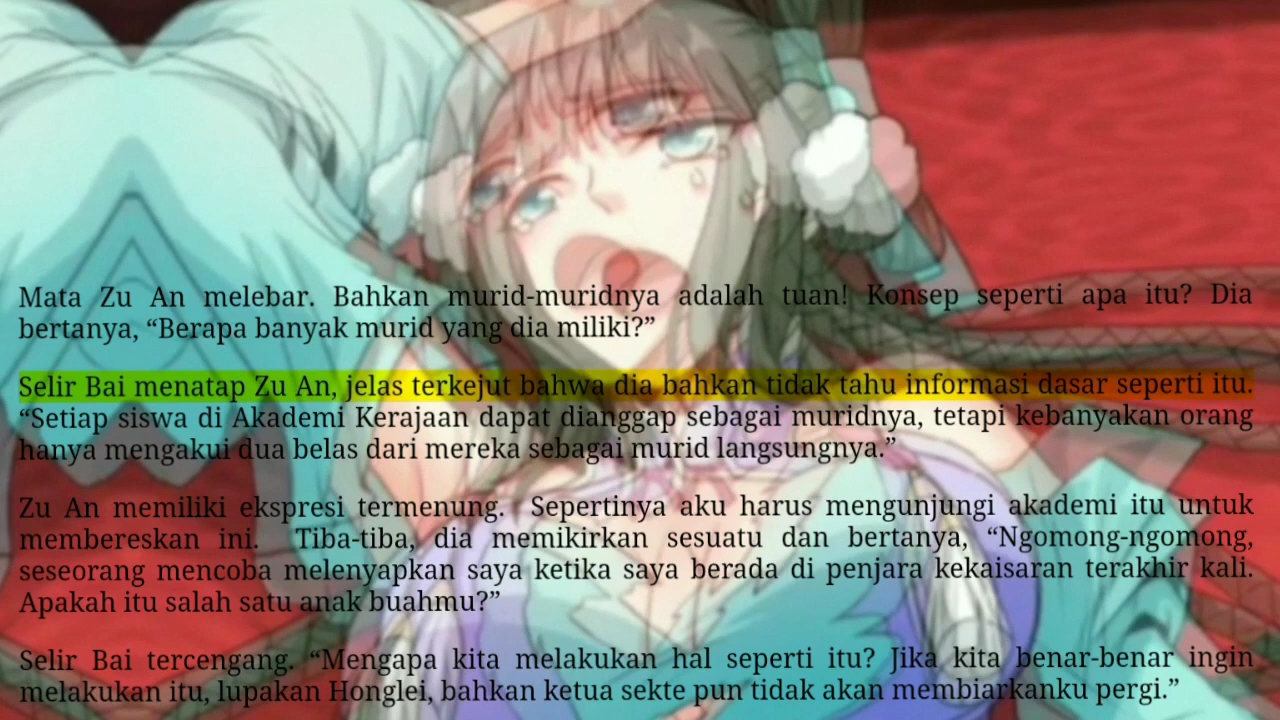 Mata Zu An melebar. Bahkan murid-muridnya adalah tuan! Konsep seperti apa itu? Dia
bertanya, “Berapa banyak murid yang dia miliki?”
Selir Bai menatap Zu An, jelas terkejut bahwa dia bahkan tidak tahu informasi dasar seperti itu.
“Setiap siswa di Akademi Kerajaan dapat dianggap sebagai muridnya, tetapi kebanyakan orang
hanya mengakui dua belas dari mereka sebagai murid langsungnya.”
Zu An memiliki ekspresi termenung. Sepertinya aku harus mengunjungi akademi itu untuk
membereskan ini. Tiba-tiba, dia memikirkan sesuatu dan bertanya, “Ngomong-ngomong,
seseorang mencoba melenyapkan saya ketika saya berada di penjara kekaisaran terakhir kali.
Apakah itu salah satu anak buahmu?”
Selir Bai tercengang. “Mengapa kita melakukan hal seperti itu? Jika kita benar-benar ingin
melakukan itu, lupakan Honglei, bahkan ketua sekte pun tidak akan membiarkanku pergi.”